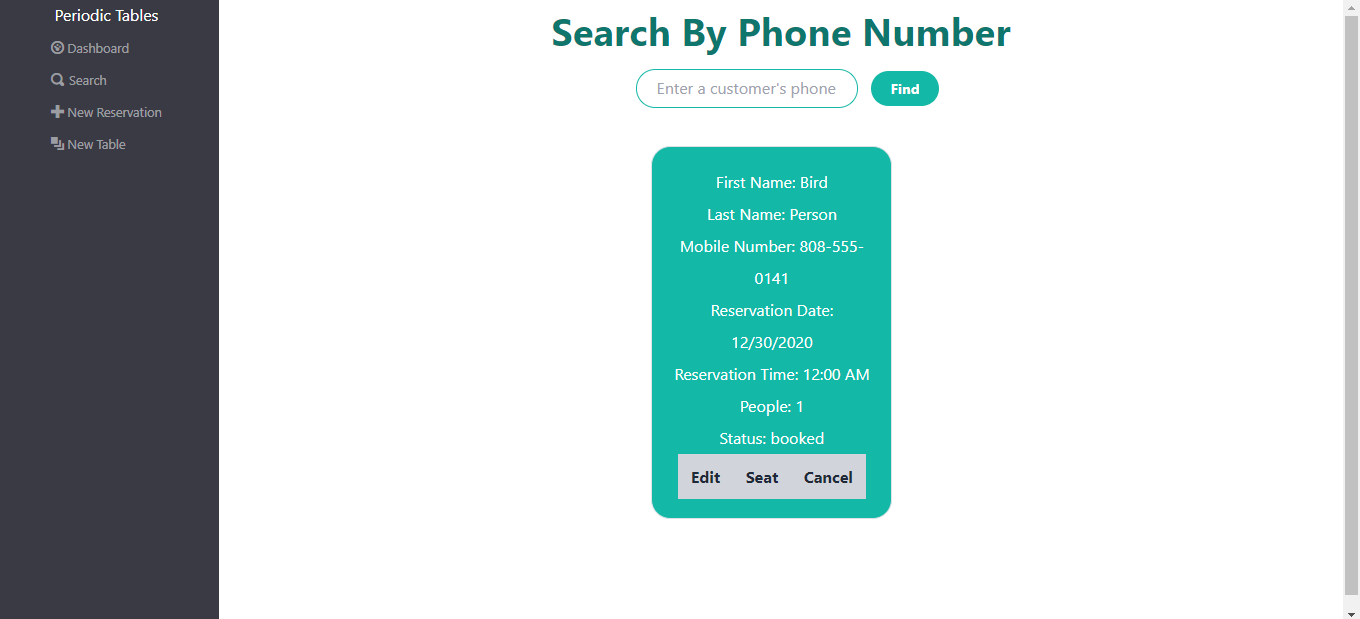 Periodic Tables
Dashboard
Search
New Reservation
New Table
Search By Phone Number
Enter a customer's phone
Find
First Name: Bird
Last Name: Person
Mobile Number: 808-555-
0141
Reservation Date:
12/30/2020
Reservation Time: 12:00 AM
People: 1
Status: booked
Edit Seat Cancel